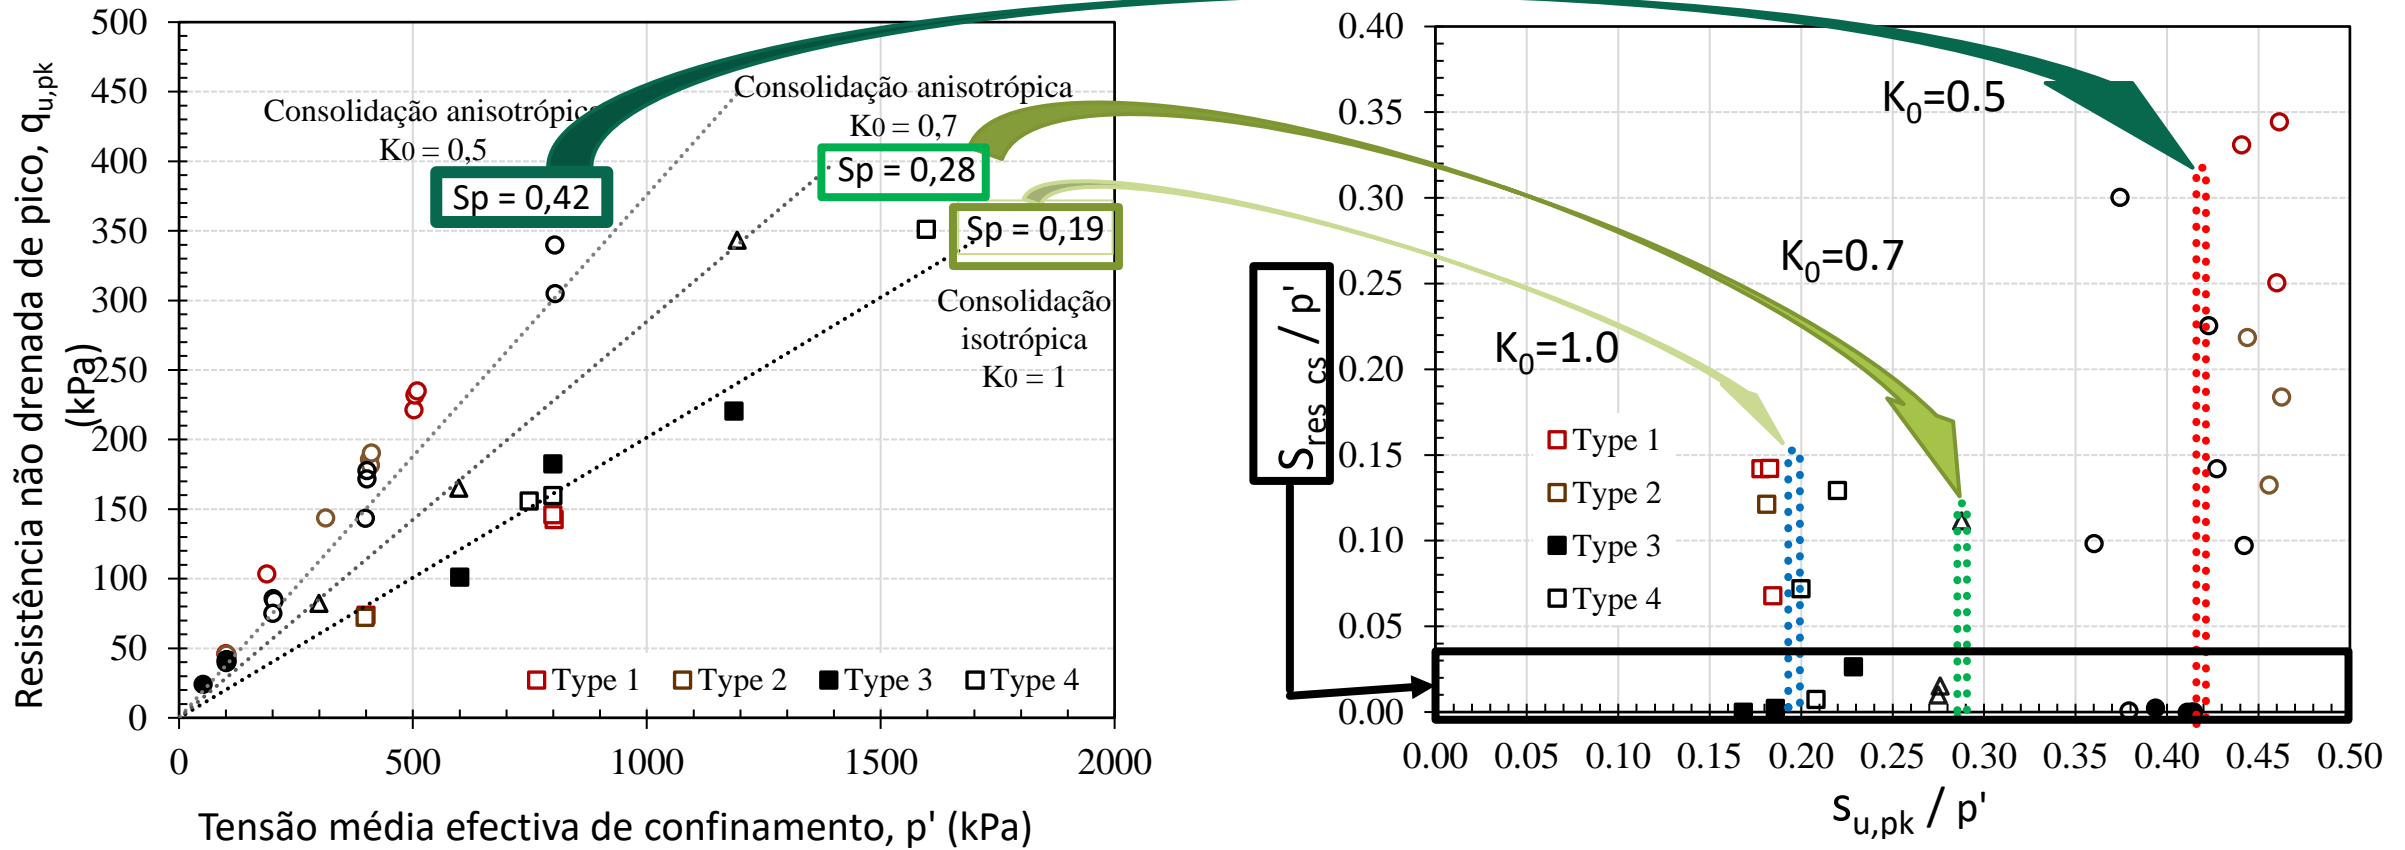 500
450
400
350
300
250
200
150
100
50
0
0
500
1000
1500
2000
Resistência não drenada de pico, q_u,pk
(kPa)
Tensão média efectiva de confinamento, p' (kPa)
Consolidação anisotrópica
K0 = 0,5
Sp = 0,42
Consolidação anisotrópica
K0 = 0,7
Sp = 0,28
Sp = 0,19
Consolidação
isotrópica
K0 = 1
Type 1
Type 2
Type 3
Type 4
0.40
0.35
0.30
0.25
0.20
0.15
0.10
0.05
0.00
S_res_cs / p'
K0=0.5
K0=0.7
K0=1.0
Type 1
Type 2
Type 3
Type 4
0.00 0.05 0.10 0.15 0.20 0.25 0.30 0.35 0.40 0.45 0.50
s_u,pk / p'